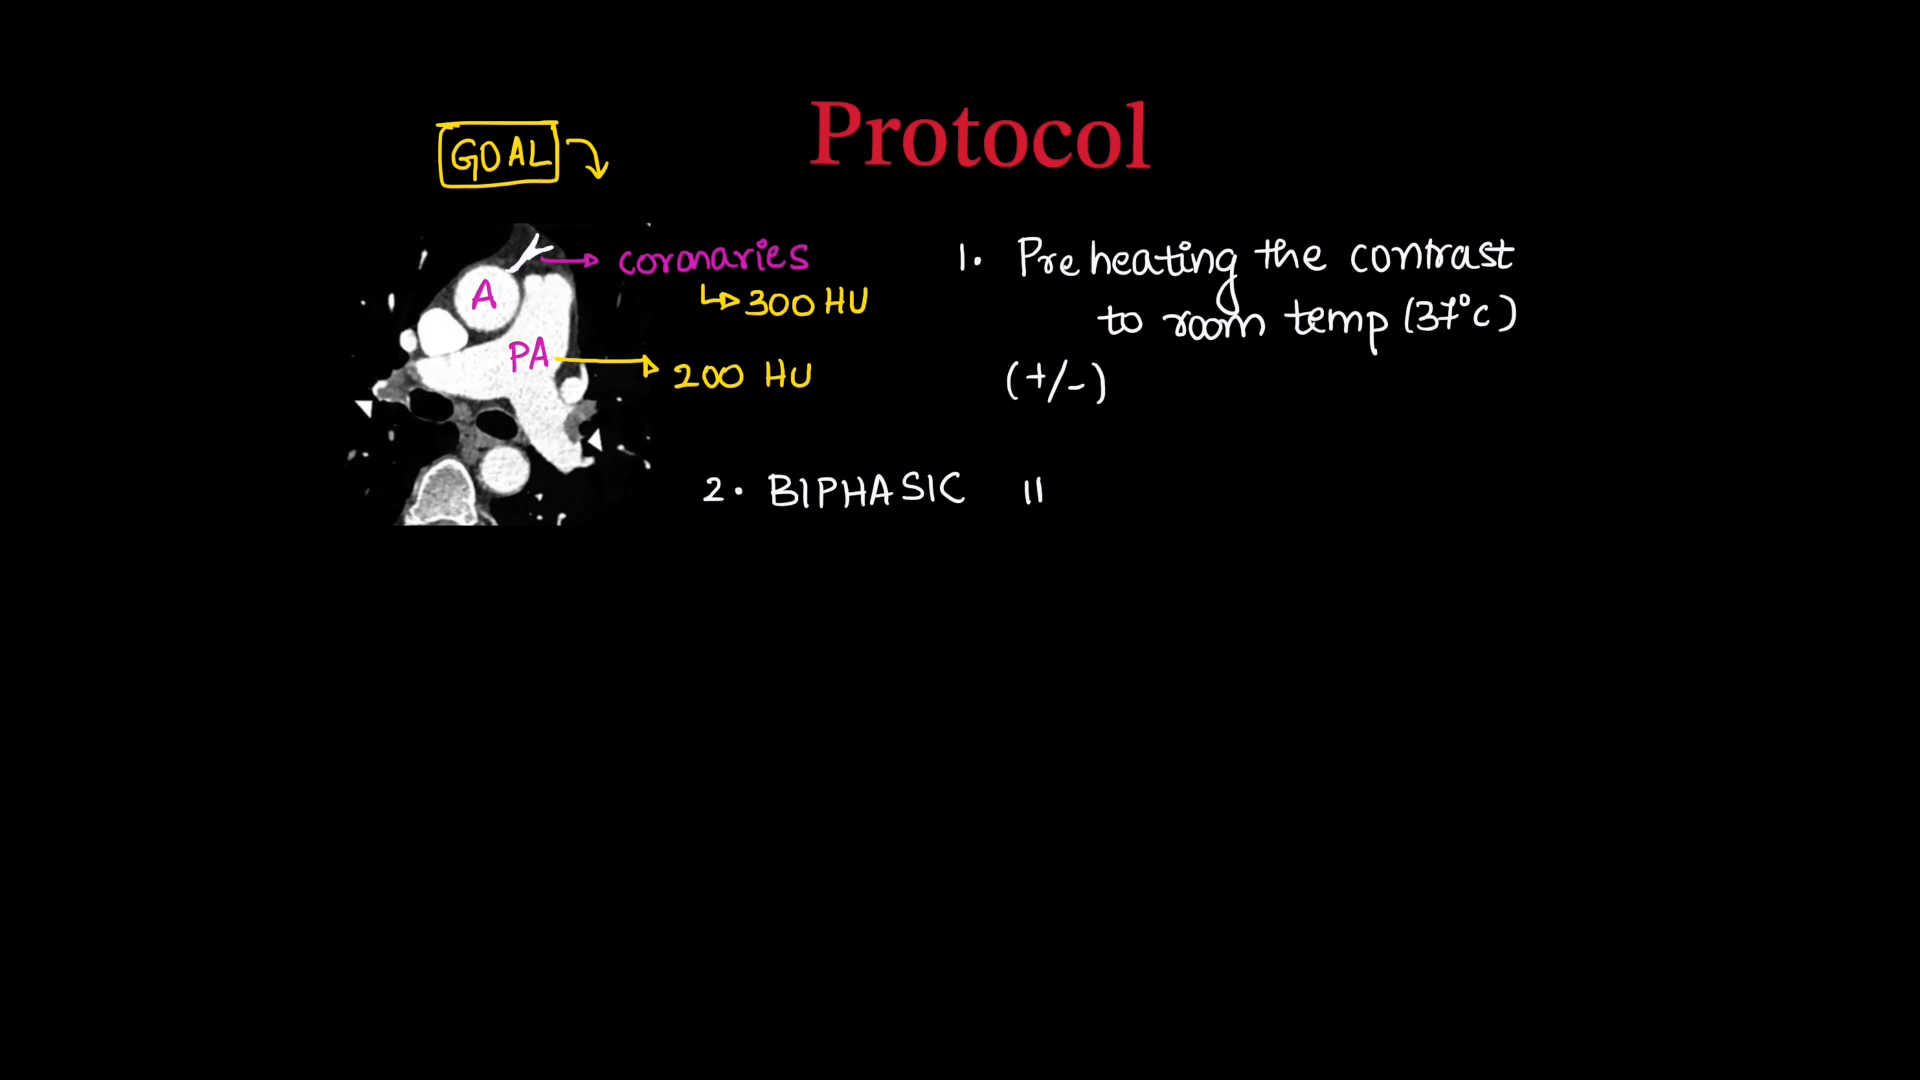 Protocol
GOAL
coronaries
300 HU
A
PA
200 HU
1. Preheating the contrast
to room temp (37°c)
(+/-)
2. BIPHASIC